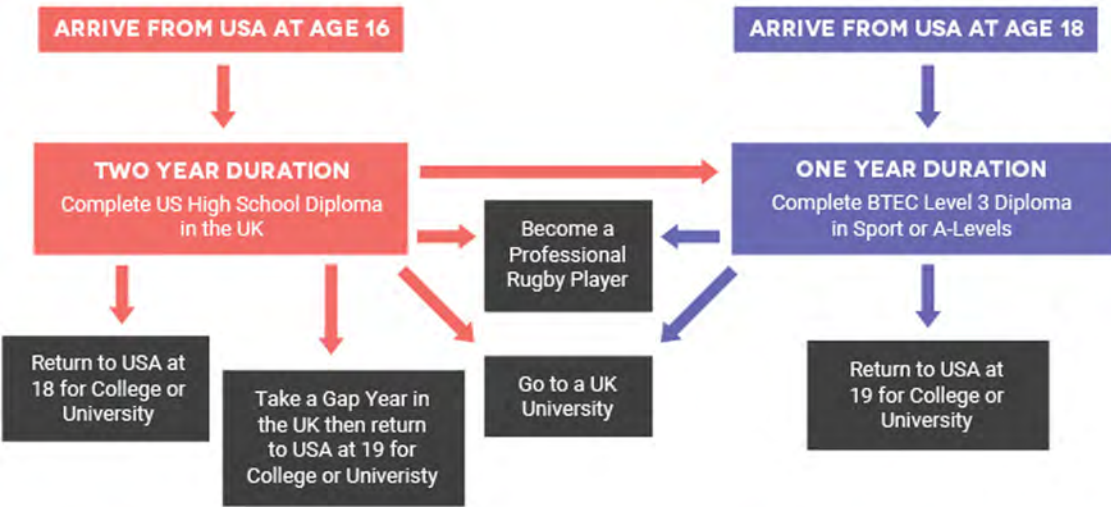 ARRIVE FROM USA AT AGE 16
ARRIVE FROM USA AT AGE 18
TWO YEAR DURATION
Complete US High School Diploma
in the UK
ONE YEAR DURATION
Complete BTEC Level 3 Diploma
in Sport or A-Levels
Become a
Professional
Rugby Player
Return to USA at
18 for College or
University
Take a Gap Year in
the UK then return
to USA at 19 for
College or Univeristy
Go to a UK
University
Return to USA at
19 for College or
University